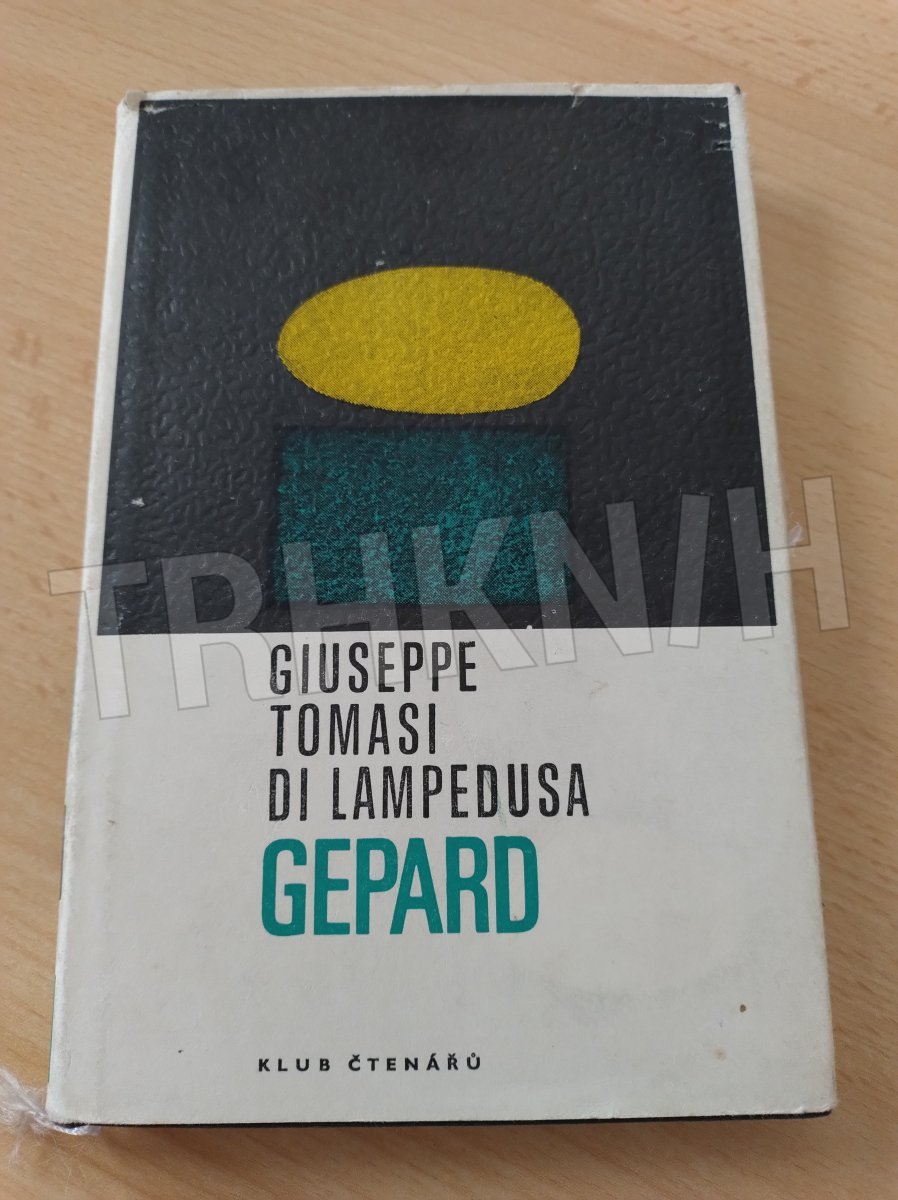 TRHKNIH
GIUSEPPE
TOMASI
DI LAMPEDUSA
GEPARD
KLUB ČTENÁŘŮ